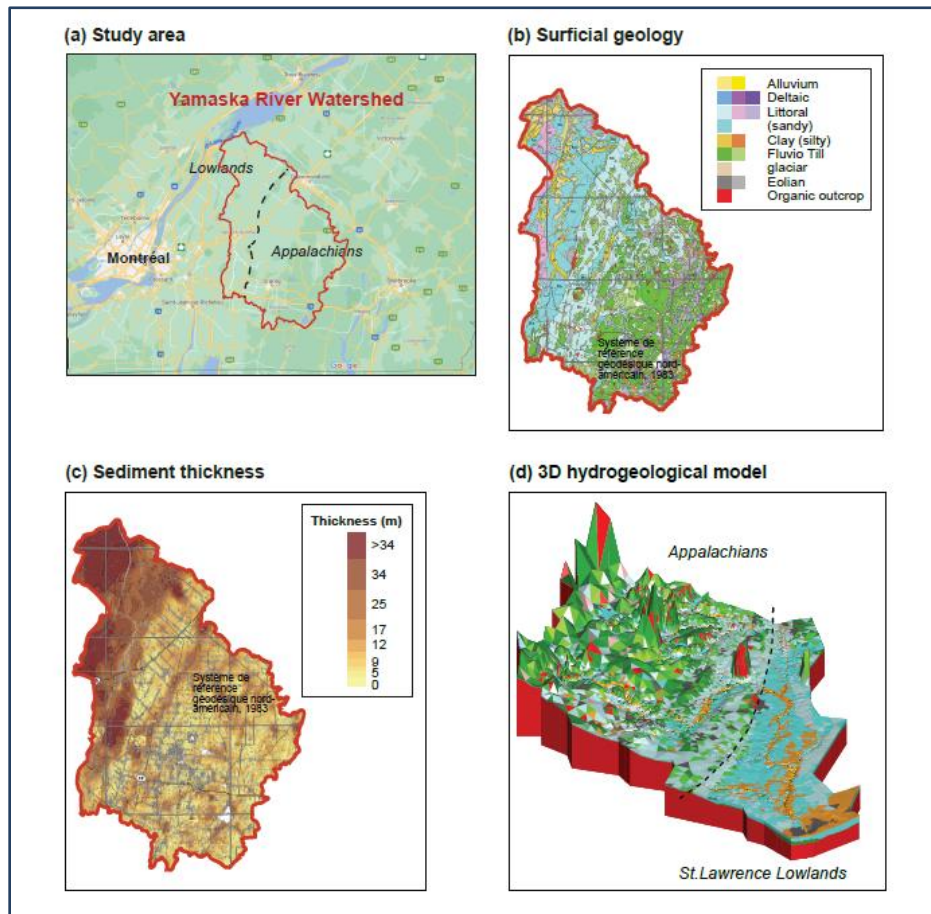 (a) Study area
Yamaska River Watershed
Lowlands
Appalachians
Montréal
Google
(b) Surficial geology
Alluvium
Deltaic
Littoral
(sandy)
Clay (silty)
Fluvio Till
glaciar
Eolian
Organic outcrop
Système de
référence
géodésique nord-
américain, 1983
(c) Sediment thickness
Thickness (m)
>34
34
25
17
12
9
5
0
Système de
référence
géodésique nord-
américain, 1983
(d) 3D hydrogeological model
Appalachians
St.Lawrence Lowlands